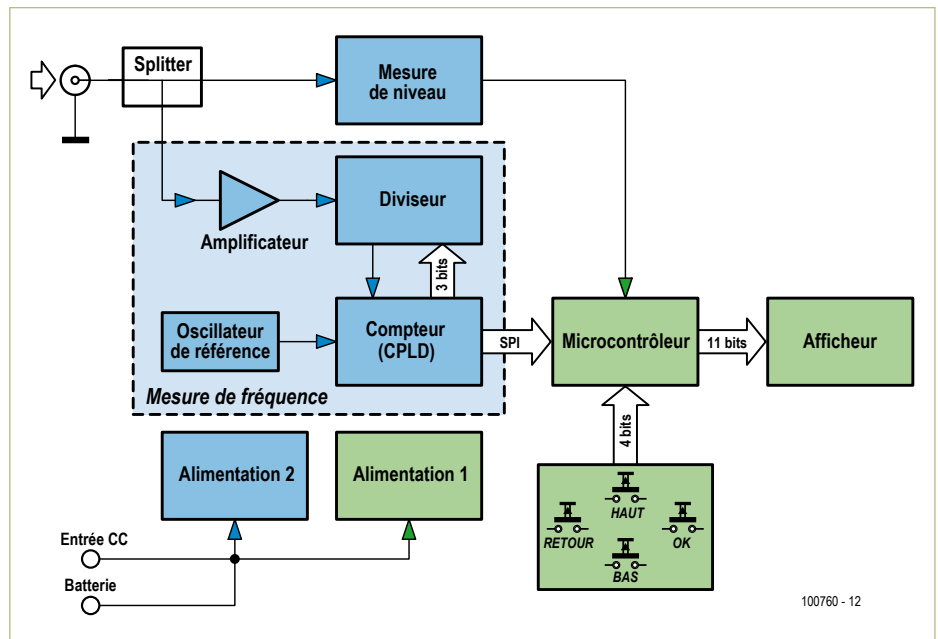 Splitter
Mesure
de niveau
Amplificateur
Diviseur
3 bits
Oscillateur
de référence
Compteur
(CPLD)
SPI
Microcontrôleur
11 bits
Afficheur
Mesure de fréquence
4 bits
Alimentation 2
Alimentation 1
HAUT
RETOUR
OK
BAS
Entrée CC
Batterie
100760 - 12